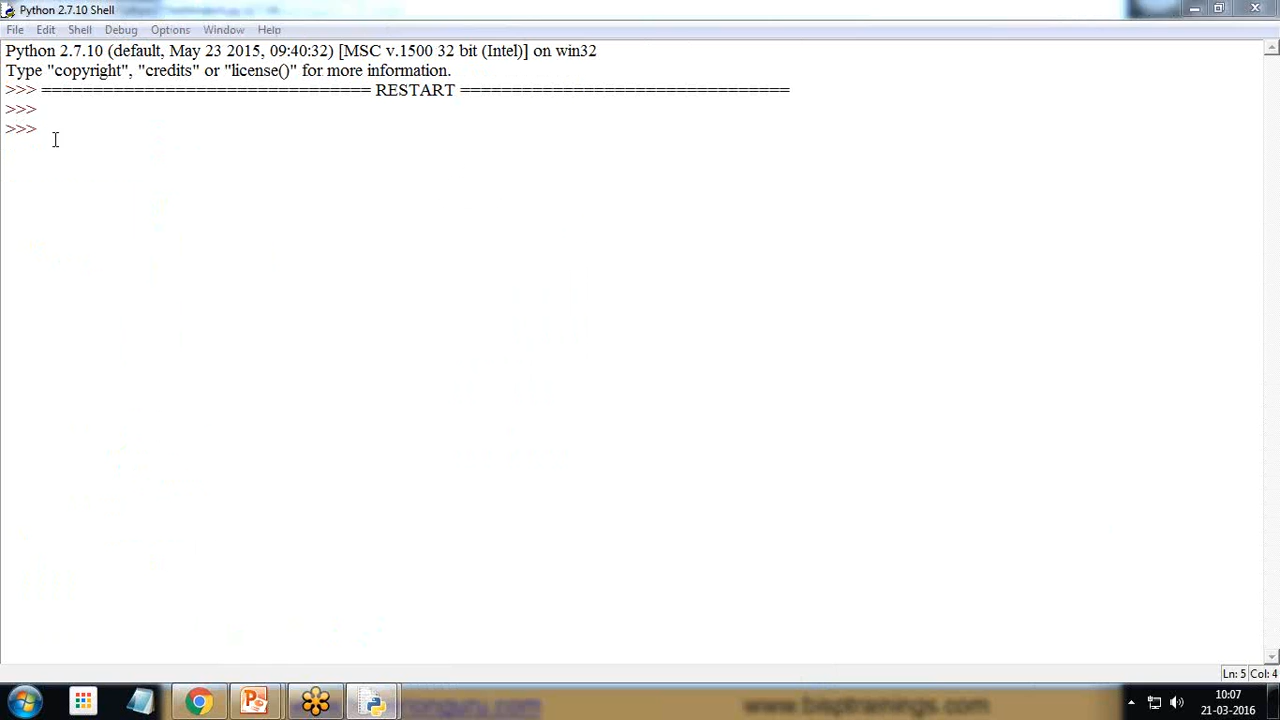 Python 2.7.10 Shell
File Edit Shell Debug Options Window Help
Python 2.7.10 (default, May 23 2015, 09:40:32) [MSC v.1500 32 bit (Intel)] on win32
Type "copyright", "credits" or "license()" for more information.
>>> ================================ RESTART ================================
>>>
>>>
Ln: 5 Col: 4
www.bisptrainings.com
10:07
21-03-2016